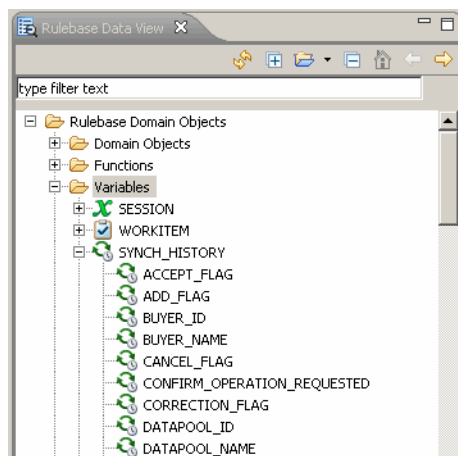 Rulebase Data View
type filter text
Rulebase Domain Objects
Domain Objects
Functions
Variables
SESSION
WORKITEM
SYNCH_HISTORY
ACCEPT_FLAG
ADD_FLAG
BUYER_ID
BUYER_NAME
CANCEL_FLAG
CONFIRM_OPERATION_REQUESTED
CORRECTION_FLAG
DATAPOOL_ID
DATAPOOL_NAME